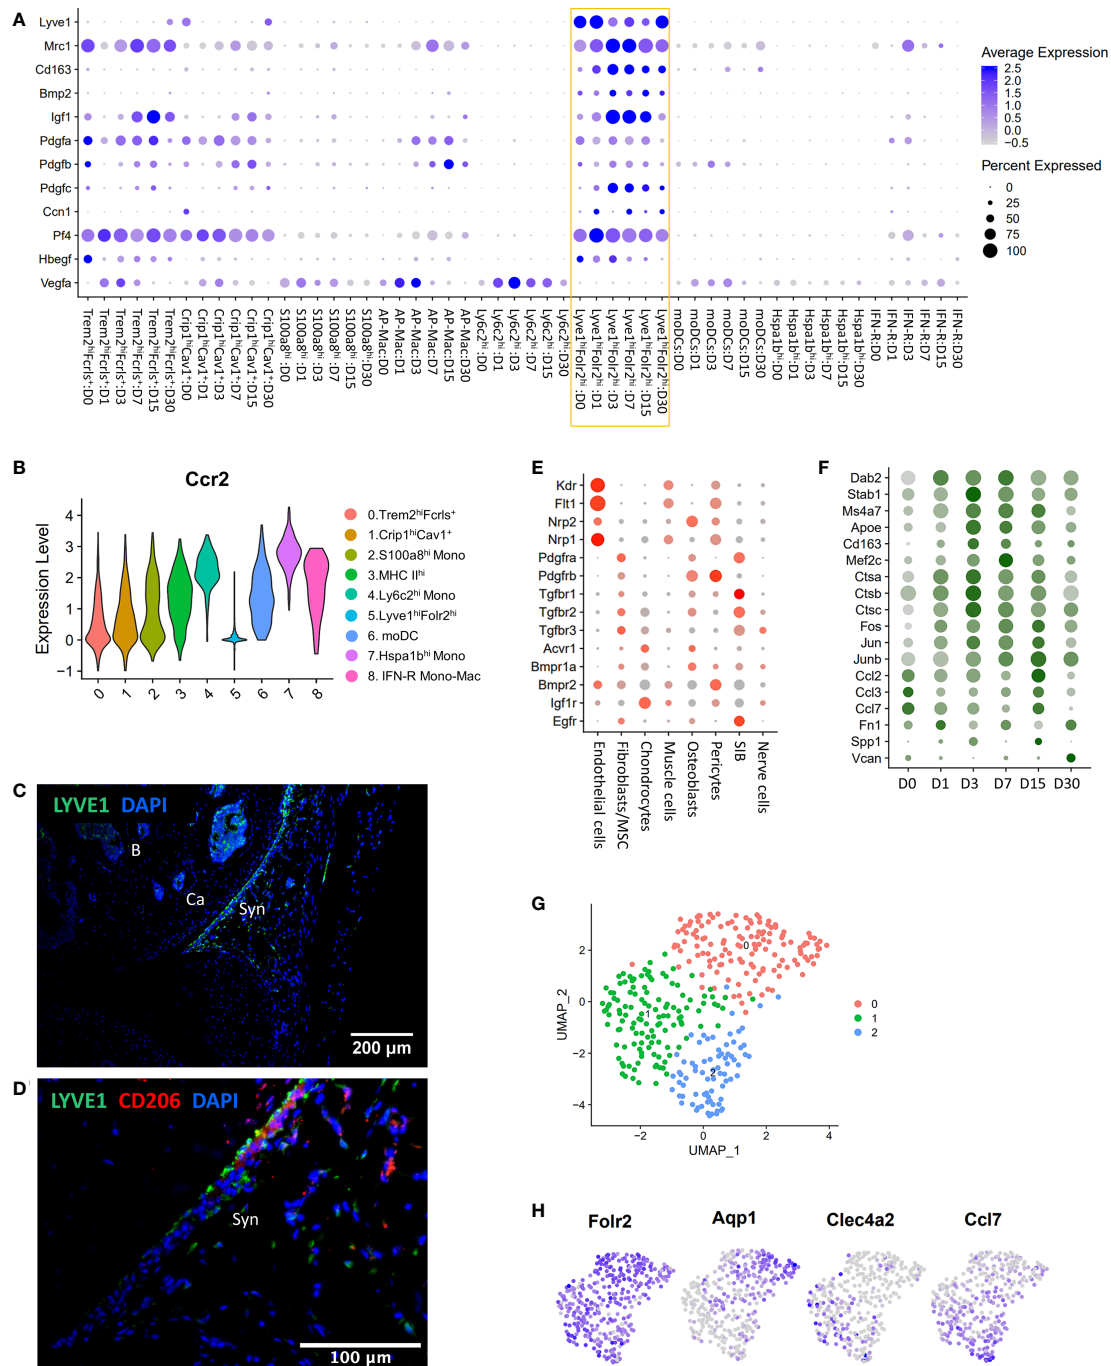 A
Lyve1
Mrc1
Cd163
Bmp2
Igf1
Pdgfa
Pdgfb
Pdgfc
Ccn1
Pf4
Hbegf
Vegfa
Trem2hiFcrls+:D0
Trem2hiFcrls+:D1
Trem2hiFcrls+:D3
Trem2hiFcrls+:D7
Trem2hiFcrls+:D15
Trem2hiFcrls+:D30
Crip1hiCav1+:D0
Crip1hiCav1+:D1
Crip1hiCav1+:D3
Crip1hiCav1+:D7
Crip1hiCav1+:D15
Crip1hiCav1+:D30
S100a8hi:D0
S100a8hi:D1
S100a8hi:D3
S100a8hi:D7
S100a8hi:D15
S100a8hi:D30
AP-Mac:D0
AP-Mac:D1
AP-Mac:D3
AP-Mac:D7
AP-Mac:D15
AP-Mac:D30
Ly6c2hi:D0
Ly6c2hi:D1
Ly6c2hi:D3
Ly6c2hi:D7
Ly6c2hi:D15
Ly6c2hi:D30
Lyve1hiFolr2hi:D0
Lyve1hiFolr2hi:D1
Lyve1hiFolr2hi:D3
Lyve1hiFolr2hi:D7
Lyve1hiFolr2hi:D15
Lyve1hiFolr2hi:D30
moDCs:D0
moDCs:D1
moDCs:D3
moDCs:D7
moDCs:D15
moDCs:D30
Hspa1bhi:D0
Hspa1bhi:D1
Hspa1bhi:D3
Hspa1bhi:D7
Hspa1bhi:D15
Hspa1bhi:D30
IFN-R:D0
IFN-R:D1
IFN-R:D3
IFN-R:D7
IFN-R:D15
IFN-R:D30
Average Expression
2.5
2.0
1.5
1.0
0.5
0.0
−0.5
Percent Expressed
0
25
50
75
100
B
Ccr2
Expression Level
4
3
2
1
0
−1
0
1
2
3
4
5
6
7
8
0.Trem2hiFcrls+
1.Crip1hiCav1+
2.S100a8hi Mono
3.MHC IIhi
4.Ly6c2hi Mono
5.Lyve1hiFolr2hi
6. moDC
7.Hspa1bhi Mono
8. IFN-R Mono-Mac
E
Kdr
Flt1
Nrp2
Nrp1
Pdgfra
Pdgfrb
Tgfbr1
Tgfbr2
Tgfbr3
Acvr1
Bmpr1a
Bmpr2
Igf1r
Egfr
Endothelial cells
Fibroblasts/MSC
Chondrocytes
Muscle cells
Osteoblasts
Pericytes
SIB
Nerve cells
F
Dab2
Stab1
Ms4a7
Apoe
Cd163
Mef2c
Ctsa
Ctsb
Ctsc
Fos
Jun
Junb
Ccl2
Ccl3
Ccl7
Fn1
Spp1
Vcan
D0
D1
D3
D7
D15
D30
C
LYVE1 DAPI
B
Ca
Syn
200 µm
D
LYVE1 CD206 DAPI
Syn
100 µm
G
UMAP_2
2
0
−2
−4
0
1
2
−2
0
2
4
UMAP_1
0
1
2
H
Folr2
Aqp1
Clec4a2
Ccl7